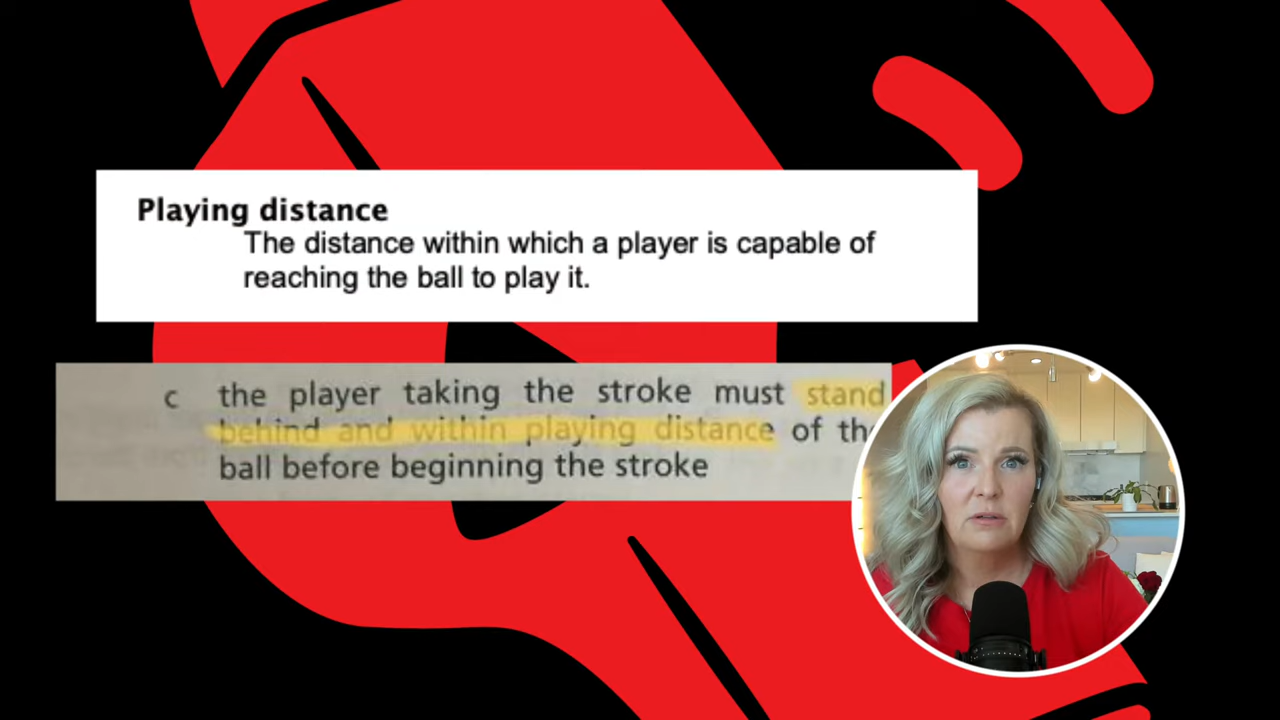 Playing distance
The distance within which a player is capable of
reaching the ball to play it.
c the player taking the stroke must stand
behind and within playing distance of the
ball before beginning the stroke